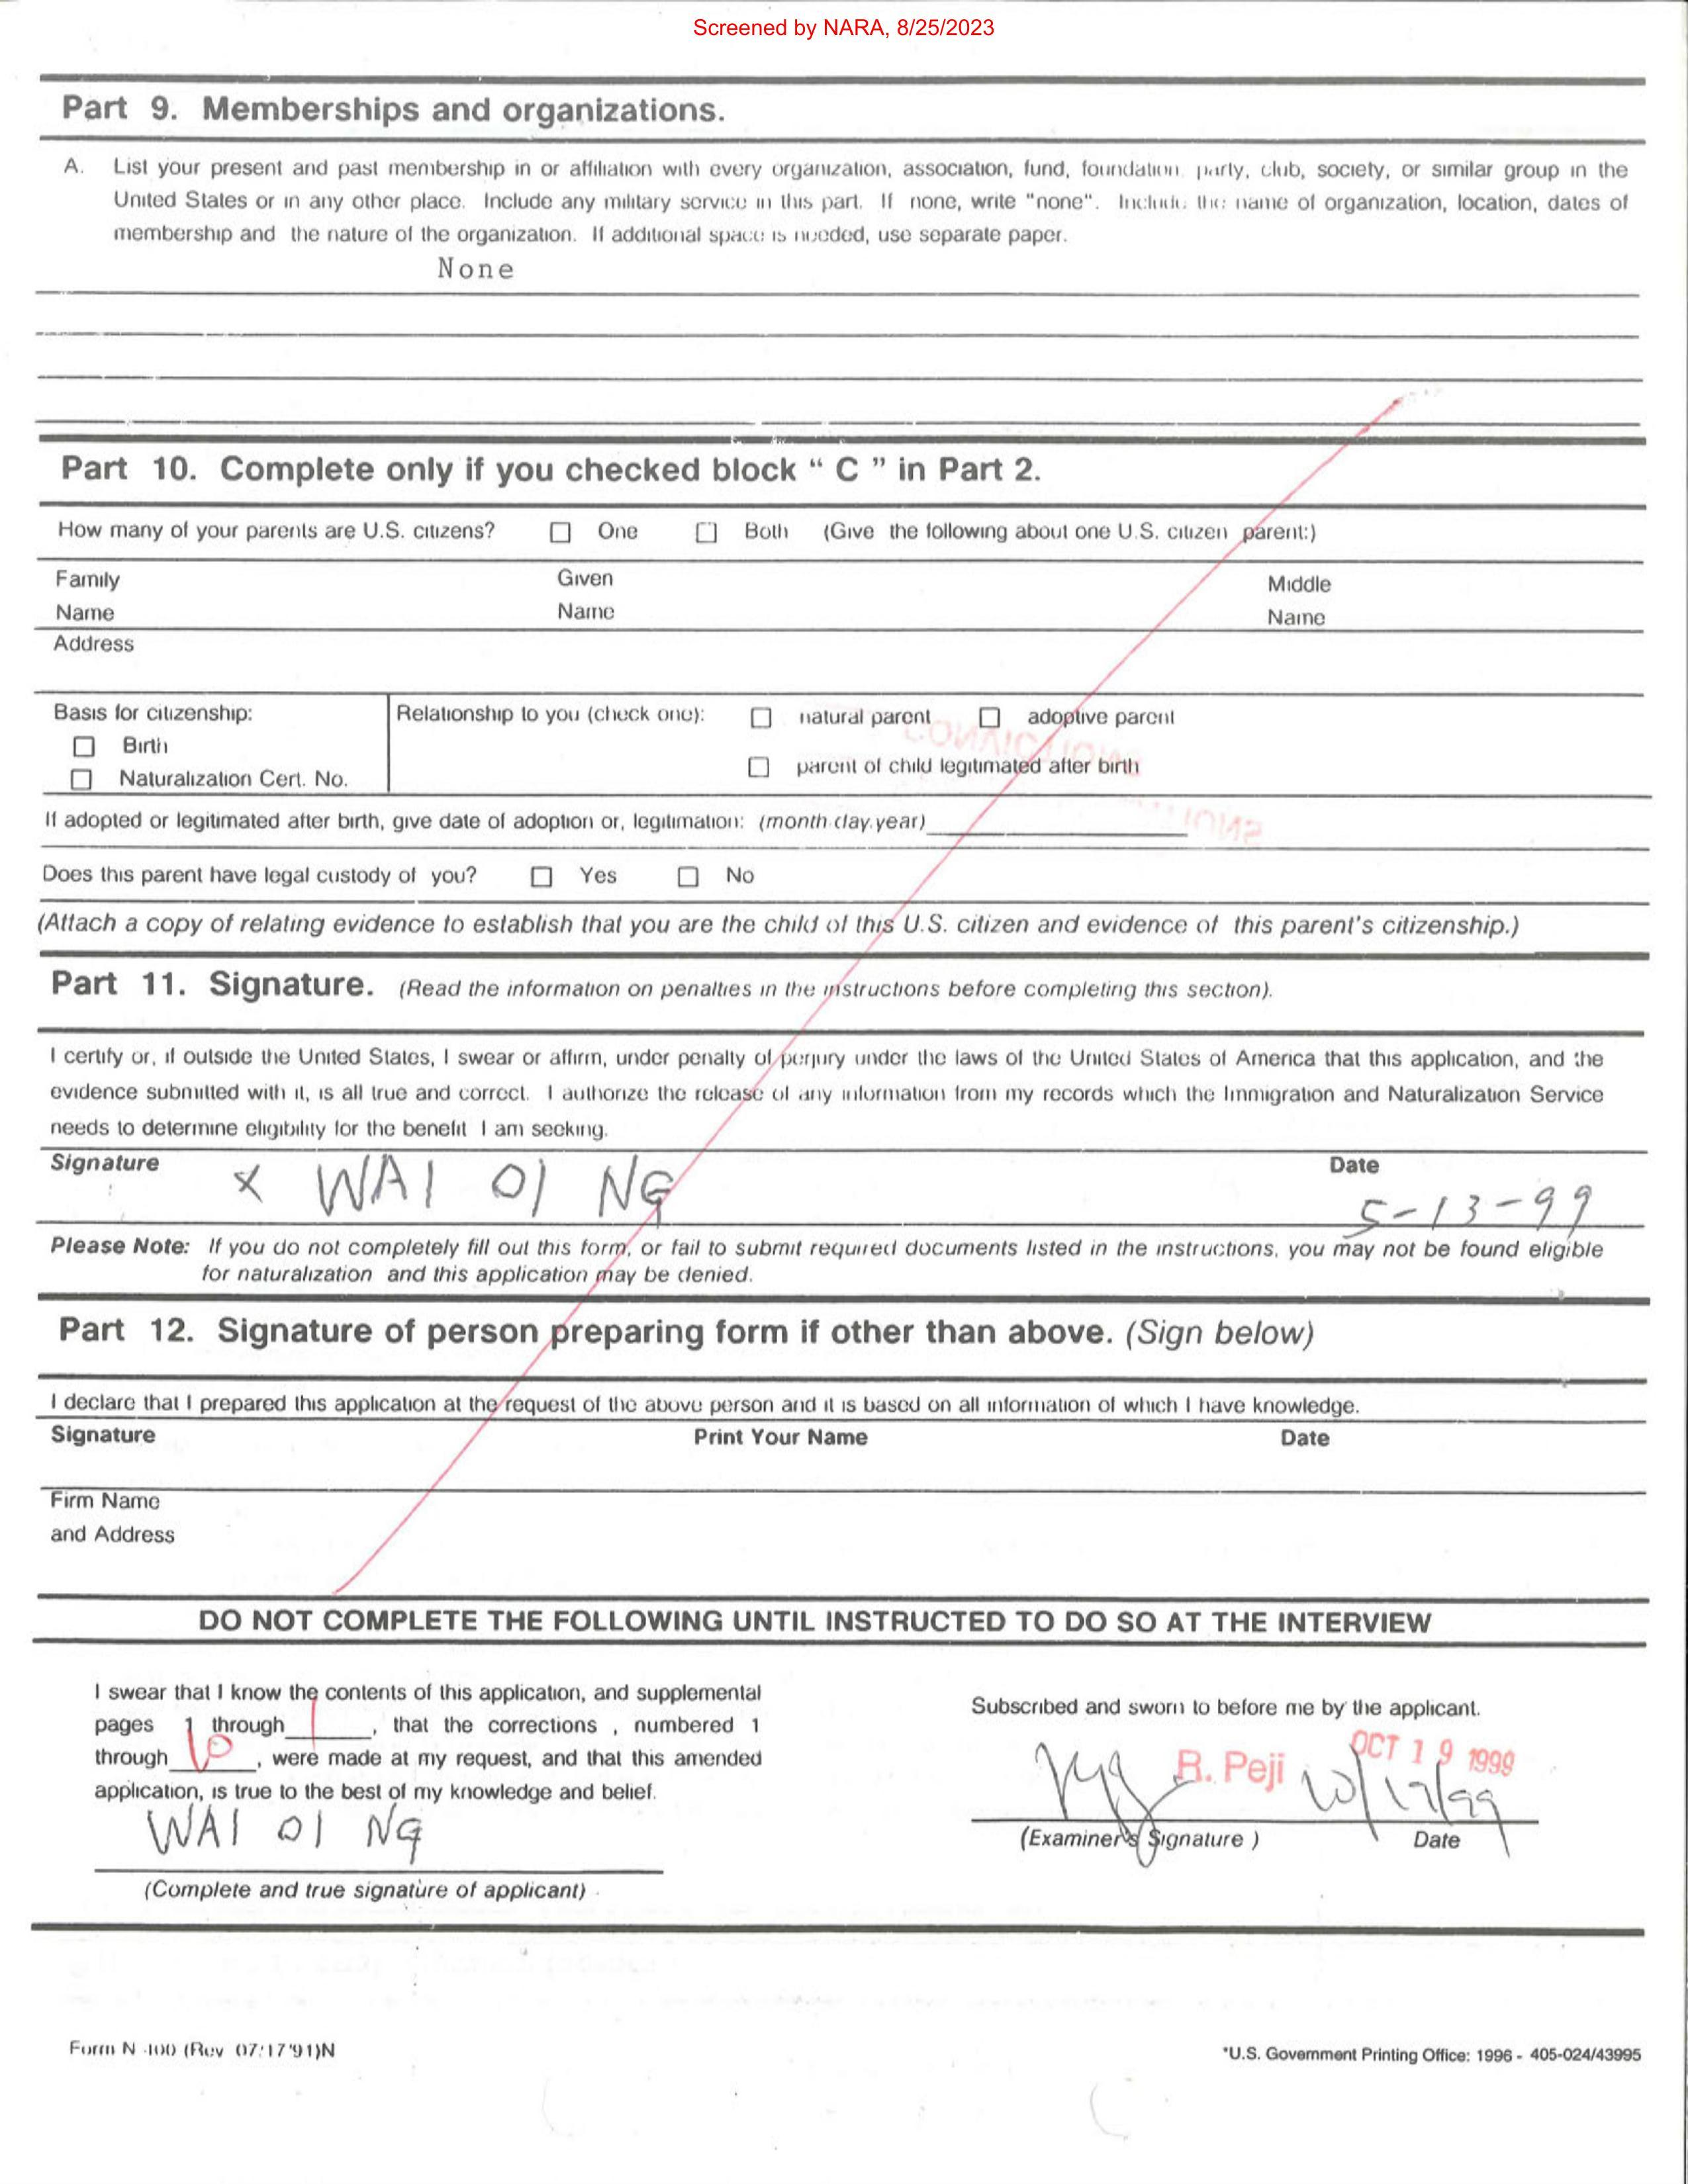 Screened by NARA, 8/25/2023
Part 9. Memberships and organizations.
A. List your present and past membership in or affiliation with every organization, association, fund, foundation, party, club, society, or similar group in the
United States or in any other place. Include any military service in this part. If none, write "none". Include the name of organization, location, dates of
membership and the nature of the organization. If additional space is needed, use separate paper.
None
Part 10. Complete only if you checked block “ C ” in Part 2.
How many of your parents are U.S. citizens? One Both (Give the following about one U.S. citizen parent:)
Family Given Middle
Name Name Name
Address
Basis for citizenship: Relationship to you (check one): natural parent adoptive parent
Birth
parent of child legitimated after birth
Naturalization Cert. No.
If adopted or legitimated after birth, give date of adoption or, legitimation: (month.day.year)
Does this parent have legal custody of you? Yes No
(Attach a copy of relating evidence to establish that you are the child of this U.S. citizen and evidence of this parent's citizenship.)
Part 11. Signature. (Read the information on penalties in the instructions before completing this section).
I certify or, if outside the United States, I swear or affirm, under penalty of perjury under the laws of the United States of America that this application, and the
evidence submitted with it, is all true and correct. I authorize the release of any information from my records which the Immigration and Naturalization Service
needs to determine eligibility for the benefit I am seeking.
Signature Date
x WAI OI NG 5-13-99
Please Note: If you do not completely fill out this form, or fail to submit required documents listed in the instructions, you may not be found eligible
for naturalization and this application may be denied.
Part 12. Signature of person preparing form if other than above. (Sign below)
I declare that I prepared this application at the request of the above person and it is based on all information of which I have knowledge.
Signature Print Your Name Date
Firm Name
and Address
DO NOT COMPLETE THE FOLLOWING UNTIL INSTRUCTED TO DO SO AT THE INTERVIEW
I swear that I know the contents of this application, and supplemental
pages 1 through , that the corrections , numbered 1
through 10 , were made at my request, and that this amended
application, is true to the best of my knowledge and belief.
WAI OI NG
(Complete and true signature of applicant)
Subscribed and sworn to before me by the applicant.
OCT 19 1999
R. Peji
(Examiner's Signature ) Date
Form N-400 (Rev 07/17/91)N
*U.S. Government Printing Office: 1996 - 405-024/43995